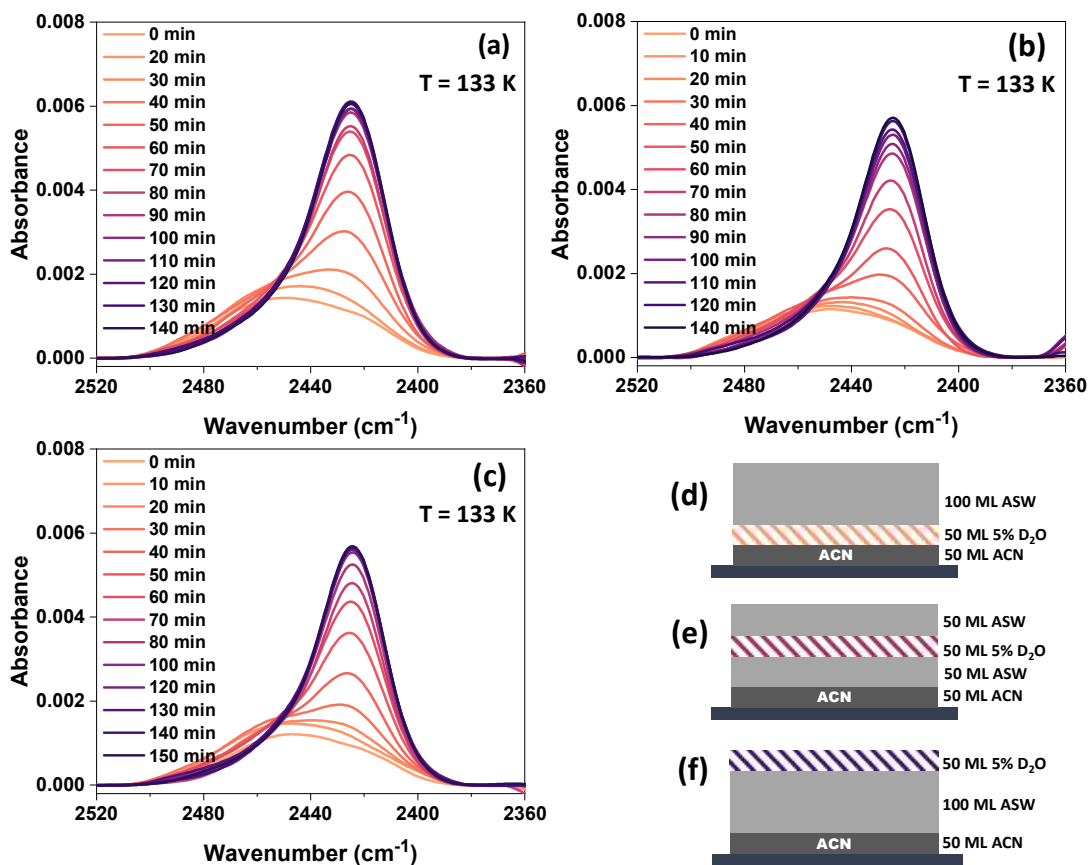 (a)
T = 133 K
0 min
20 min
30 min
40 min
50 min
60 min
70 min
80 min
90 min
100 min
110 min
120 min
130 min
140 min
0.008
0.006
0.004
0.002
0.000
Absorbance
2520 2480 2440 2400 2360
Wavenumber (cm⁻¹)
(b)
T = 133 K
0 min
10 min
20 min
30 min
40 min
50 min
60 min
70 min
80 min
90 min
100 min
110 min
120 min
140 min
0.008
0.006
0.004
0.002
0.000
Absorbance
2520 2480 2440 2400 2360
Wavenumber (cm⁻¹)
(c)
T = 133 K
0 min
10 min
20 min
30 min
40 min
50 min
60 min
70 min
80 min
100 min
120 min
130 min
140 min
150 min
0.008
0.006
0.004
0.002
0.000
Absorbance
2520 2480 2440 2400 2360
Wavenumber (cm⁻¹)
(d)
100 ML ASW
50 ML 5% D₂O
ACN 50 ML ACN
(e)
50 ML ASW
50 ML 5% D₂O
50 ML ASW
ACN 50 ML ACN
(f)
50 ML 5% D₂O
100 ML ASW
ACN 50 ML ACN